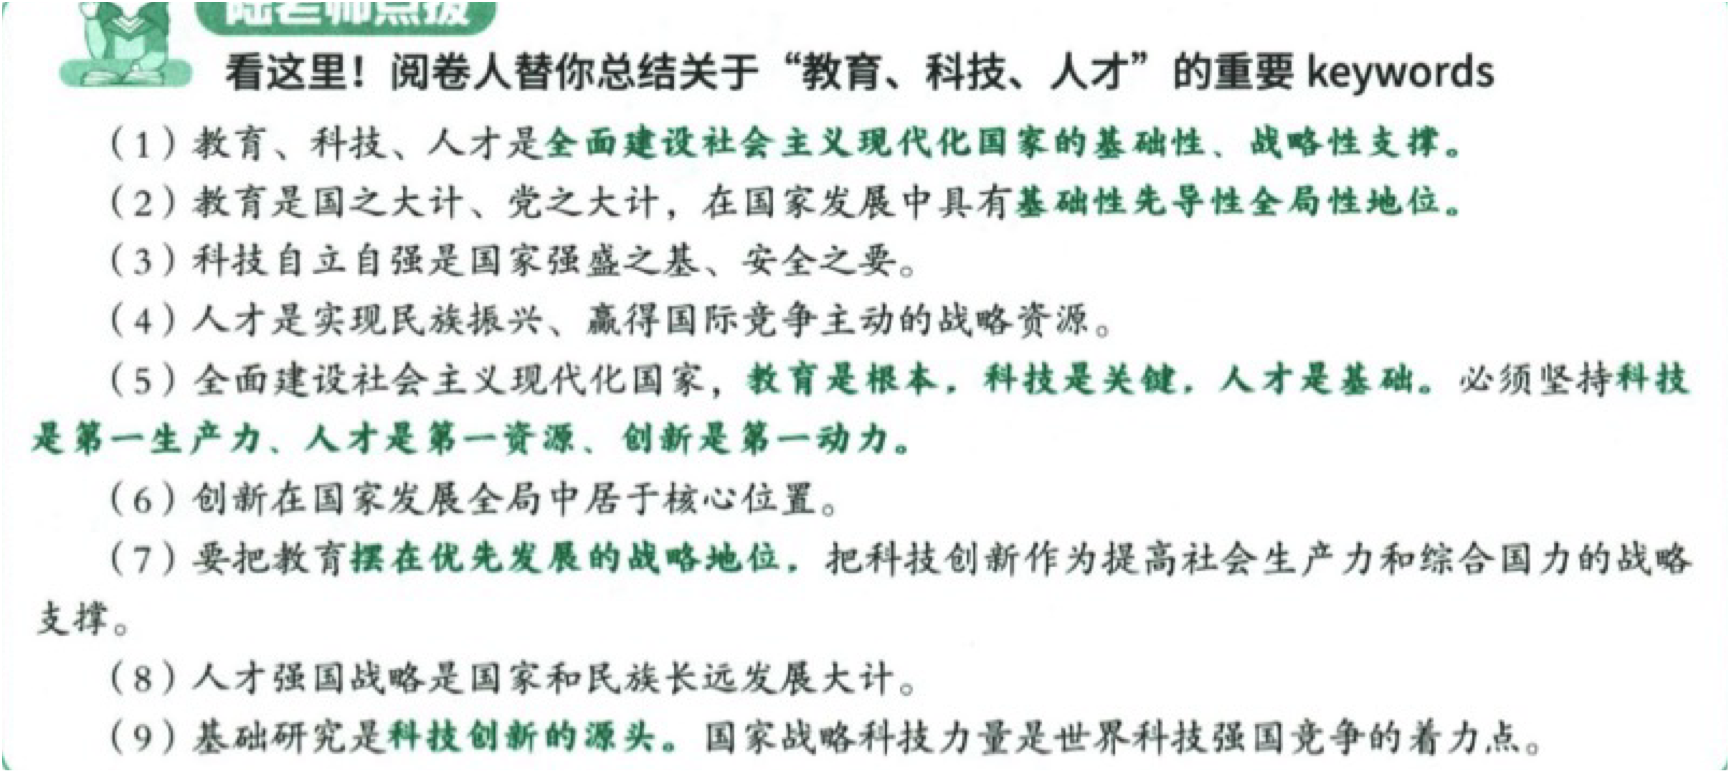 陆老师点拨
看这里！阅卷人替你总结关于“教育、科技、人才”的重要 keywords
（1）教育、科技、人才是全面建设社会主义现代化国家的基础性、战略性支撑。
（2）教育是国之大计、党之大计，在国家发展中具有基础性先导性全局性地位。
（3）科技自立自强是国家强盛之基、安全之要。
（4）人才是实现民族振兴、赢得国际竞争主动的战略资源。
（5）全面建设社会主义现代化国家，教育是根本，科技是关键，人才是基础。必须坚持科技
是第一生产力、人才是第一资源、创新是第一动力。
（6）创新在国家发展全局中居于核心位置。
（7）要把教育摆在优先发展的战略地位，把科技创新作为提高社会生产力和综合国力的战略
支撑。
（8）人才强国战略是国家和民族长远发展大计。
（9）基础研究是科技创新的源头。国家战略科技力量是世界科技强国竞争的着力点。